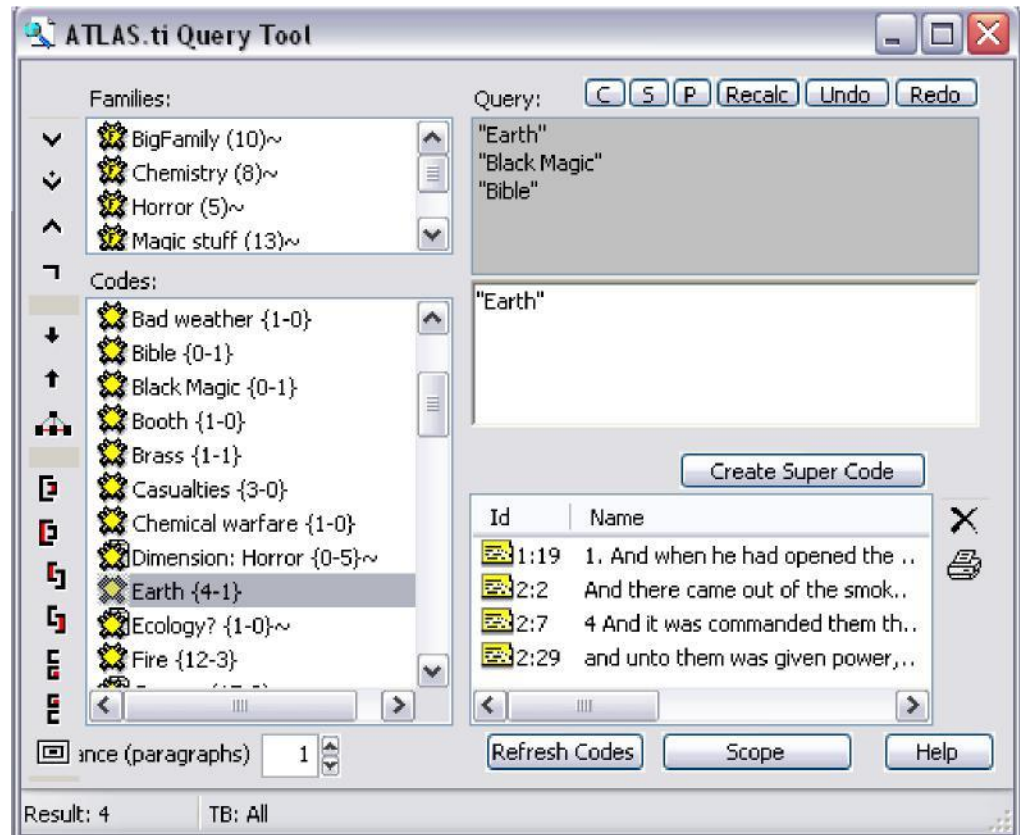 ATLAS.ti Query Tool
Families:
BigFamily (10)~
Chemistry (8)~
Horror (5)~
Magic stuff (13)~
Codes:
Bad weather {1-0}
Bible {0-1}
Black Magic {0-1}
Booth {1-0}
Brass {1-1}
Casualties {3-0}
Chemical warfare {1-0}
Dimension: Horror {0-5}~
Earth {4-1}
Ecology? {1-0}~
Fire {12-3}
ance (paragraphs) 1
Query: C S P Recalc Undo Redo
"Earth"
"Black Magic"
"Bible"
"Earth"
Create Super Code
Id Name
1:19 1. And when he had opened the ..
2:2 And there came out of the smok..
2:7 4 And it was commanded them th..
2:29 and unto them was given power,..
Refresh Codes Scope Help
Result: 4 TB: All